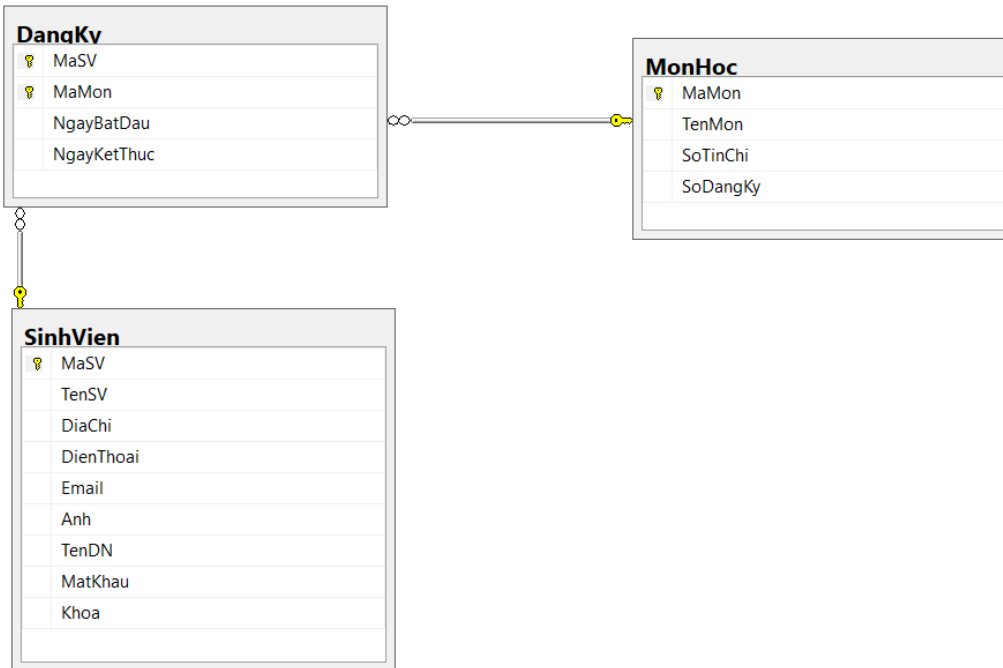 DangKy
MaSV
MaMon
NgayBatDau
NgayKetThuc
MonHoc
MaMon
TenMon
SoTinChi
SoDangKy
SinhVien
MaSV
TenSV
DiaChi
DienThoai
Email
Anh
TenDN
MatKhau
Khoa